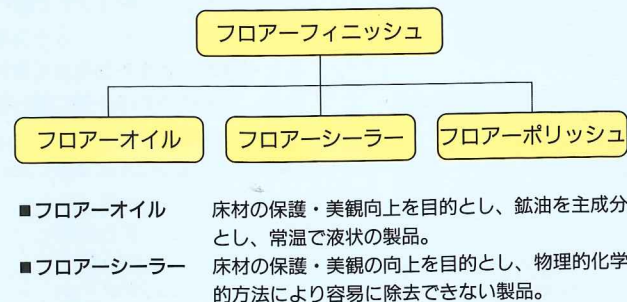 フロアーフィニッシュ
フロアーオイル
フロアーシーラー
フロアーポリッシュ
■フロアーオイル 床材の保護・美観向上を目的とし、鉱油を主成分
とし、常温で液状の製品。
■フロアーシーラー 床材の保護・美観の向上を目的とし、物理的化学
的方法により容易に除去できない製品。